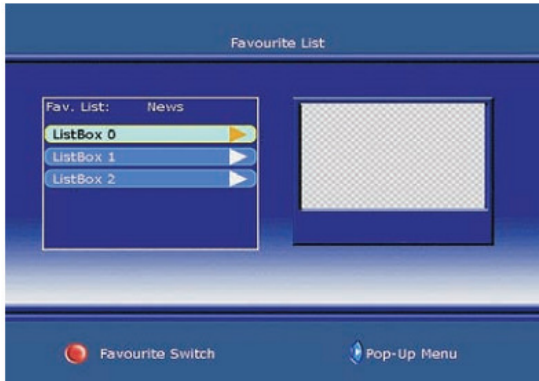 Favourite List
Fav. List: News
ListBox 0
ListBox 1
ListBox 2
Favourite Switch
Pop-Up Menu